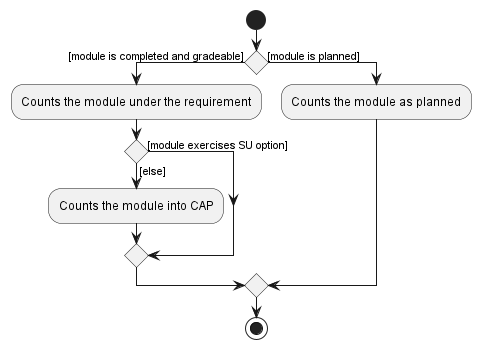 [module is completed and gradeable]
[module is planned]
Counts the module under the requirement
Counts the module as planned
[module exercises SU option]
[else]
Counts the module into CAP